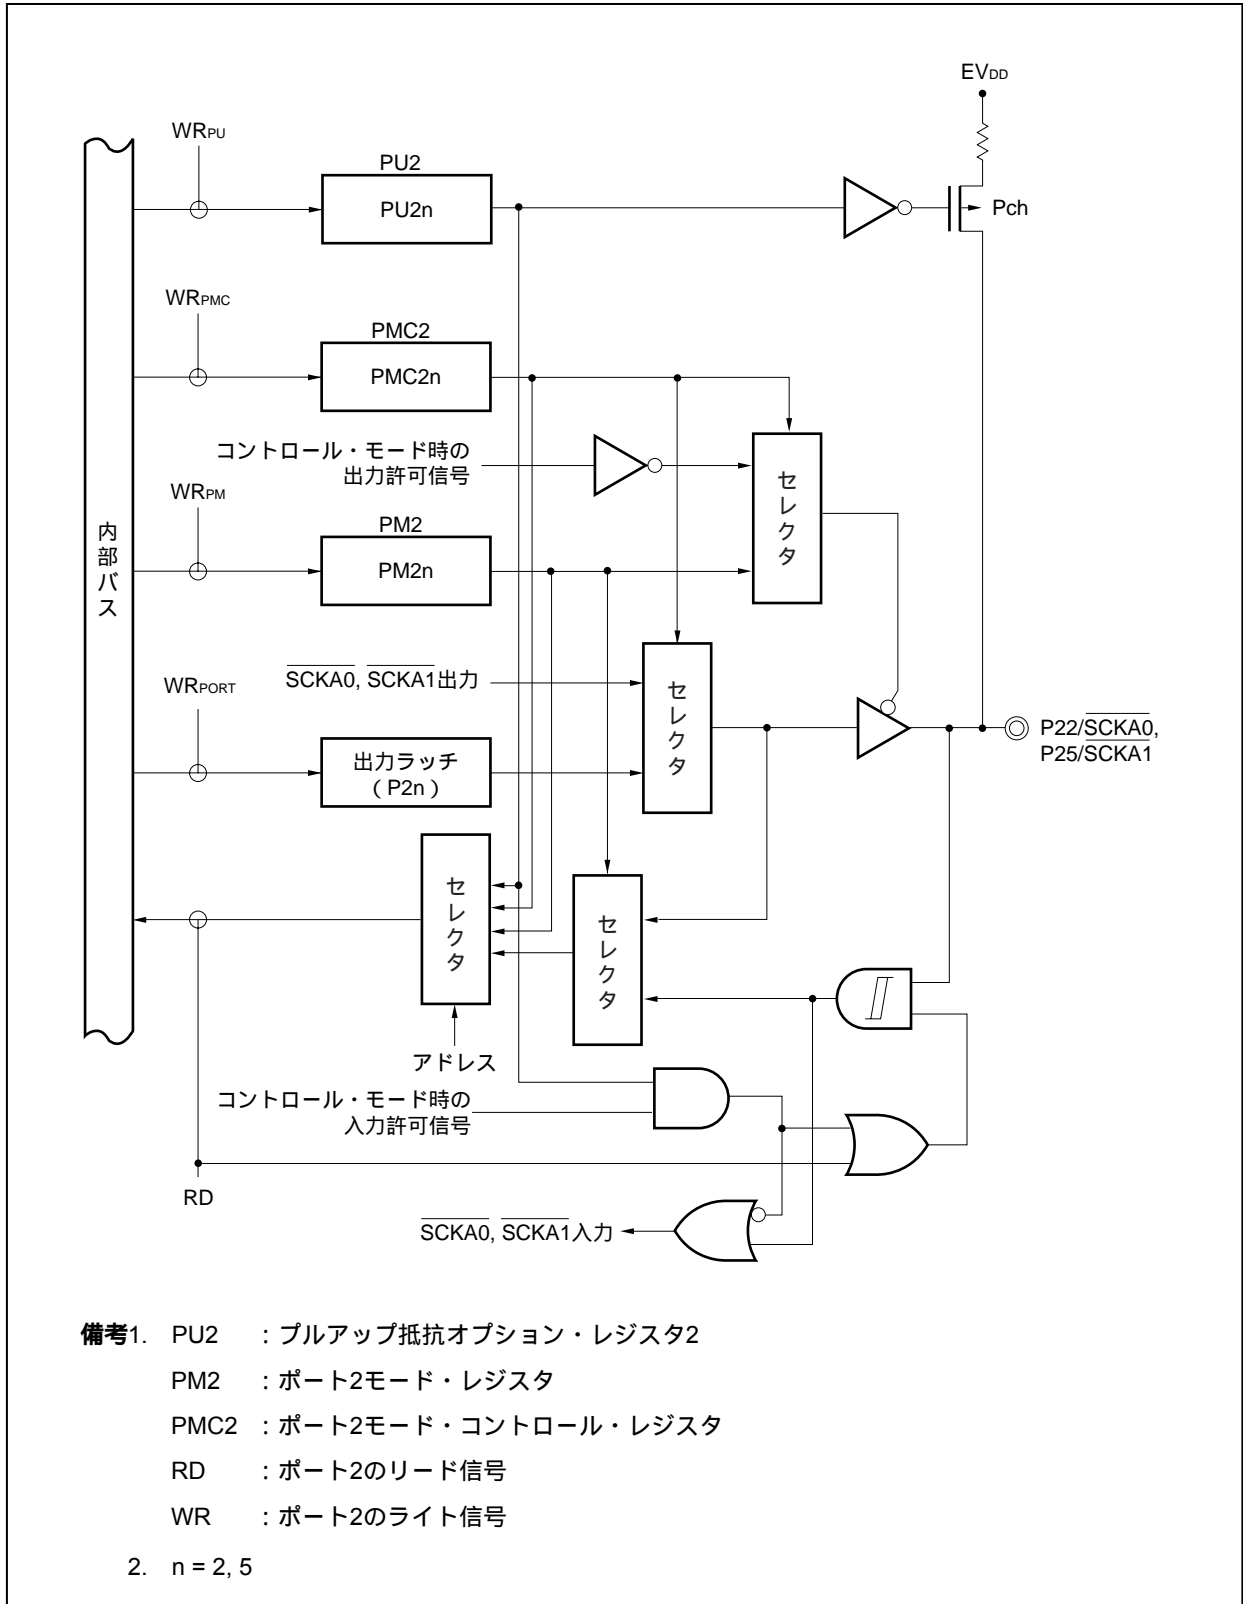 EVDD
WRPU
PU2
PU2n
Pch
WRPMC
PMC2
PMC2n
コントロール・モード時の
出力許可信号
セレクタ
WRPM
PM2
PM2n
内部バス
SCKA0, SCKA1出力
セレクタ
WRPORT
出力ラッチ
（P2n）
P22/SCKA0,
P25/SCKA1
セレクタ
セレクタ
アドレス
コントロール・モード時の
入力許可信号
RD
SCKA0, SCKA1入力
備考1. PU2 ：プルアップ抵抗オプション・レジスタ2
PM2 ：ポート2モード・レジスタ
PMC2 ：ポート2モード・コントロール・レジスタ
RD ：ポート2のリード信号
WR ：ポート2のライト信号
2. n = 2, 5